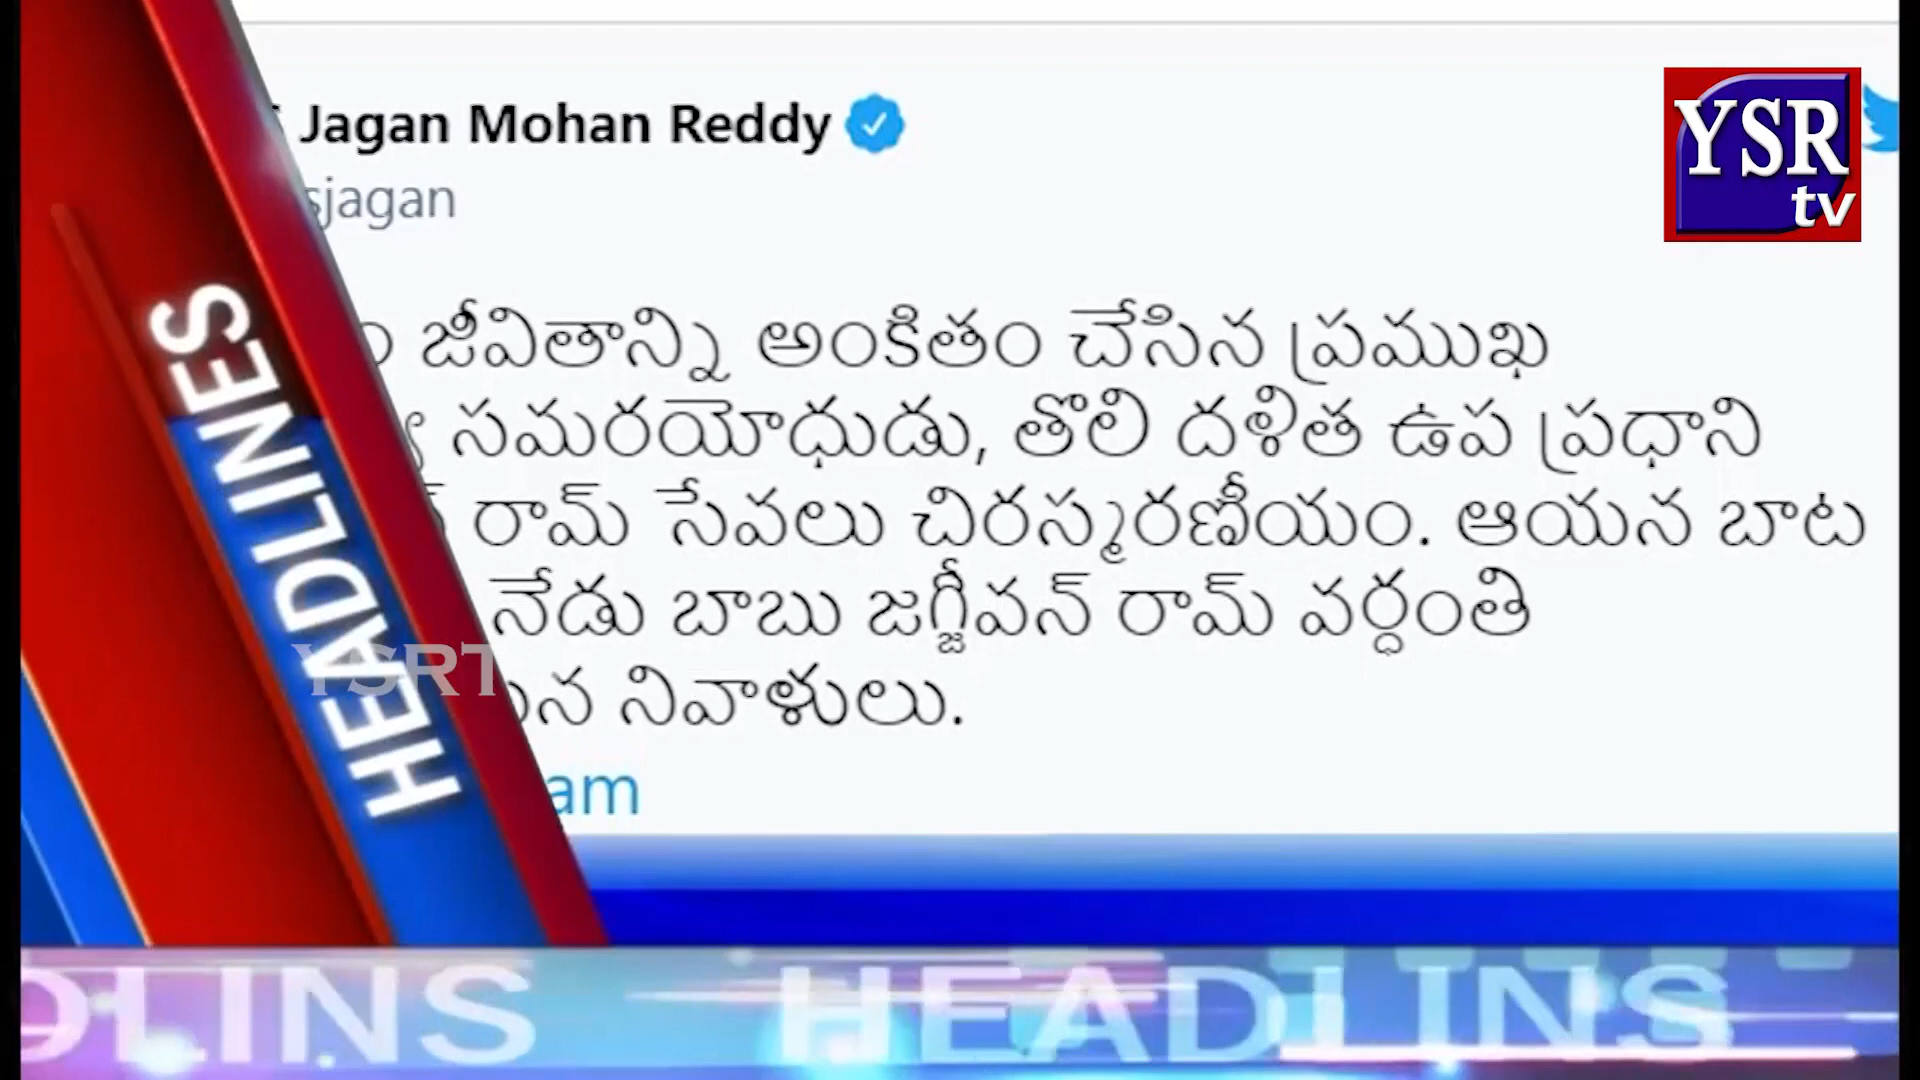 Jagan Mohan Reddy
YSR
tv
sjagan
జీవితాన్ని అంకితం చేసిన ప్రముఖ
సమరయోధుడు, తొలి దళిత ఉప ప్రధాని
రామ్ సేవలు చిరస్మరణీయం. ఆయన బాట
నేడు బాబు జగ్జీవన్ రామ్ వర్ధంతి
న నివాళులు.
am
HEADLINES
YSRT
DLINS HEADLINS